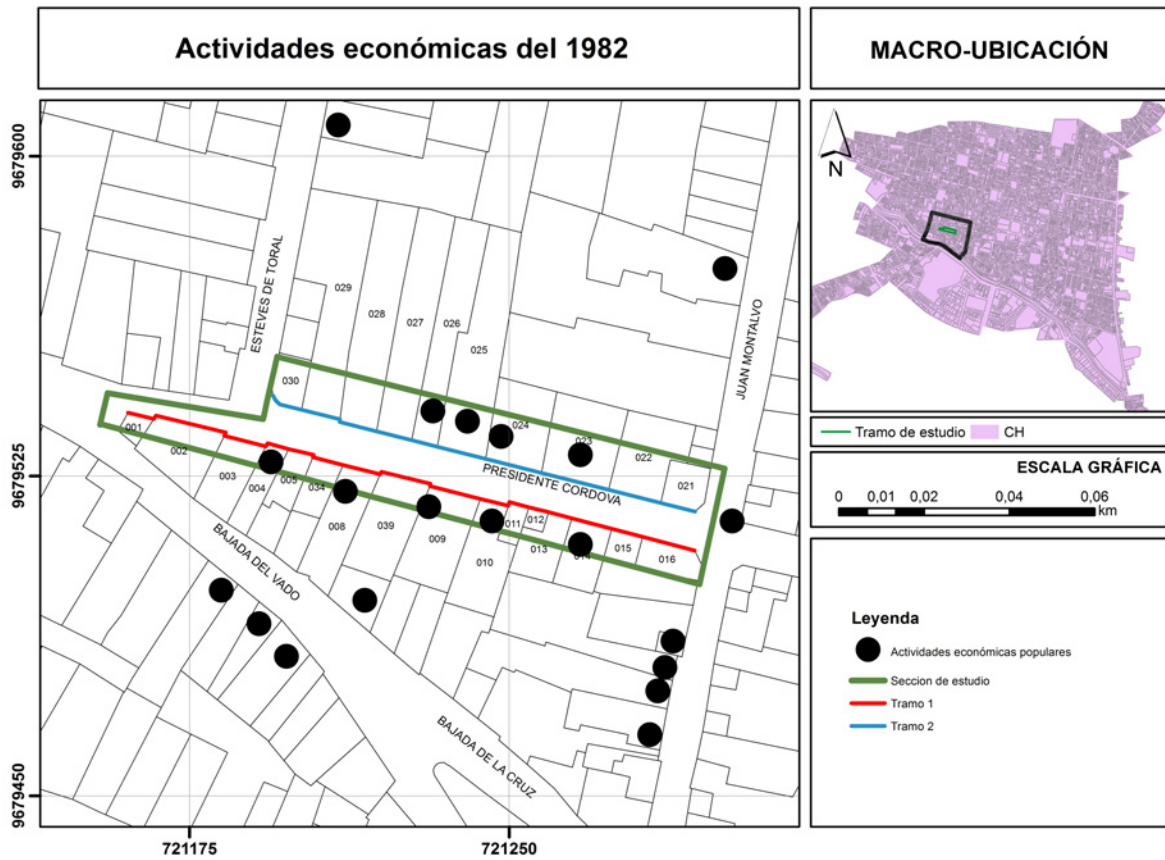 Actividades económicas del 1982
MACRO-UBICACIÓN
9679600
9679525
9679450
721175
721250
ESTEVES DE TORAL
JUAN MONTALVO
PRESIDENTE CORDOVA
BAJADA DEL VADO
BAJADA DE LA CRUZ
029
028
027
026
025
030
024
023
022
021
001
002
003
004
005
034
008
039
009
010
011
012
013
015
016
N
Tramo de estudio
CH
ESCALA GRÁFICA
0 0,01 0,02 0,04 0,06
km
Leyenda
Actividades económicas populares
Seccion de estudio
Tramo 1
Tramo 2